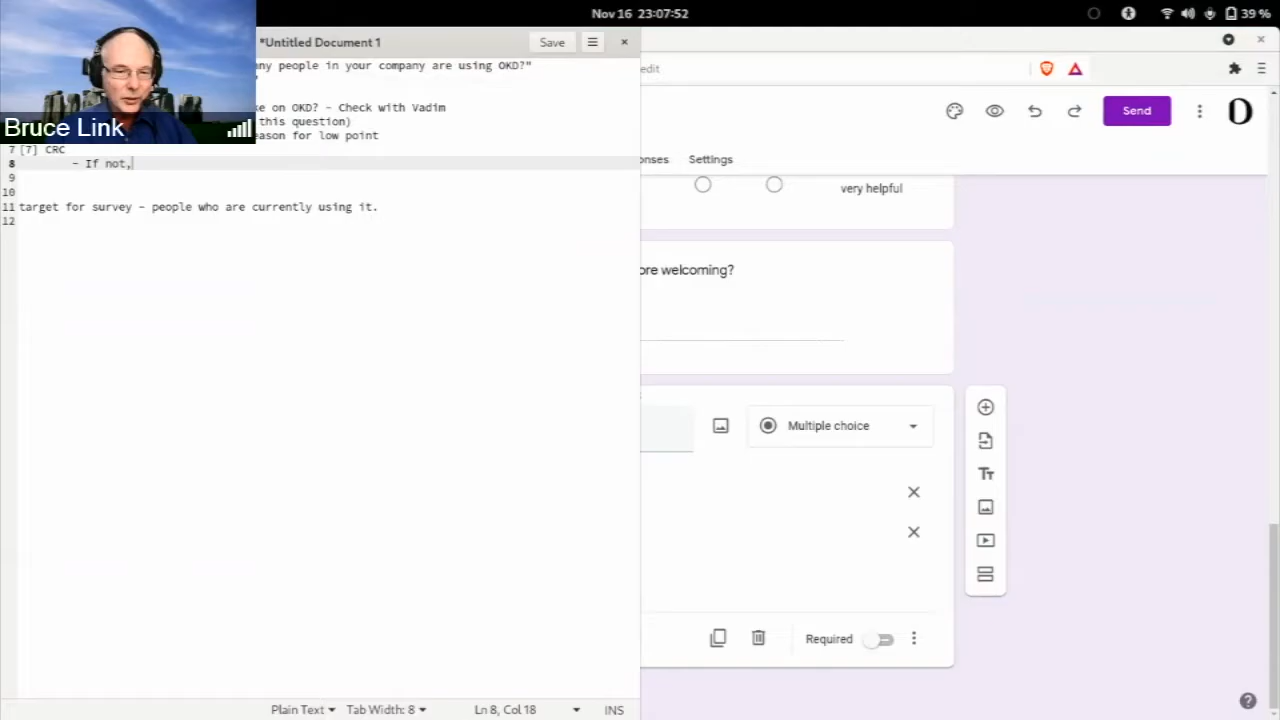 Nov 16 23:07:52
39 %
*Untitled Document 1
Save
edit
ny people in your company are using OKD?"
"
ke on OKD? - Check with Vadim
this question)
eason for low point
7 [7] CRC
8 - If not,
9
10
11 target for survey - people who are currently using it.
12
Bruce Link
Send
onses
Settings
very helpful
ore welcoming?
Multiple choice
Tт
Required
Plain Text
Tab Width: 8
Ln 8, Col 18
INS